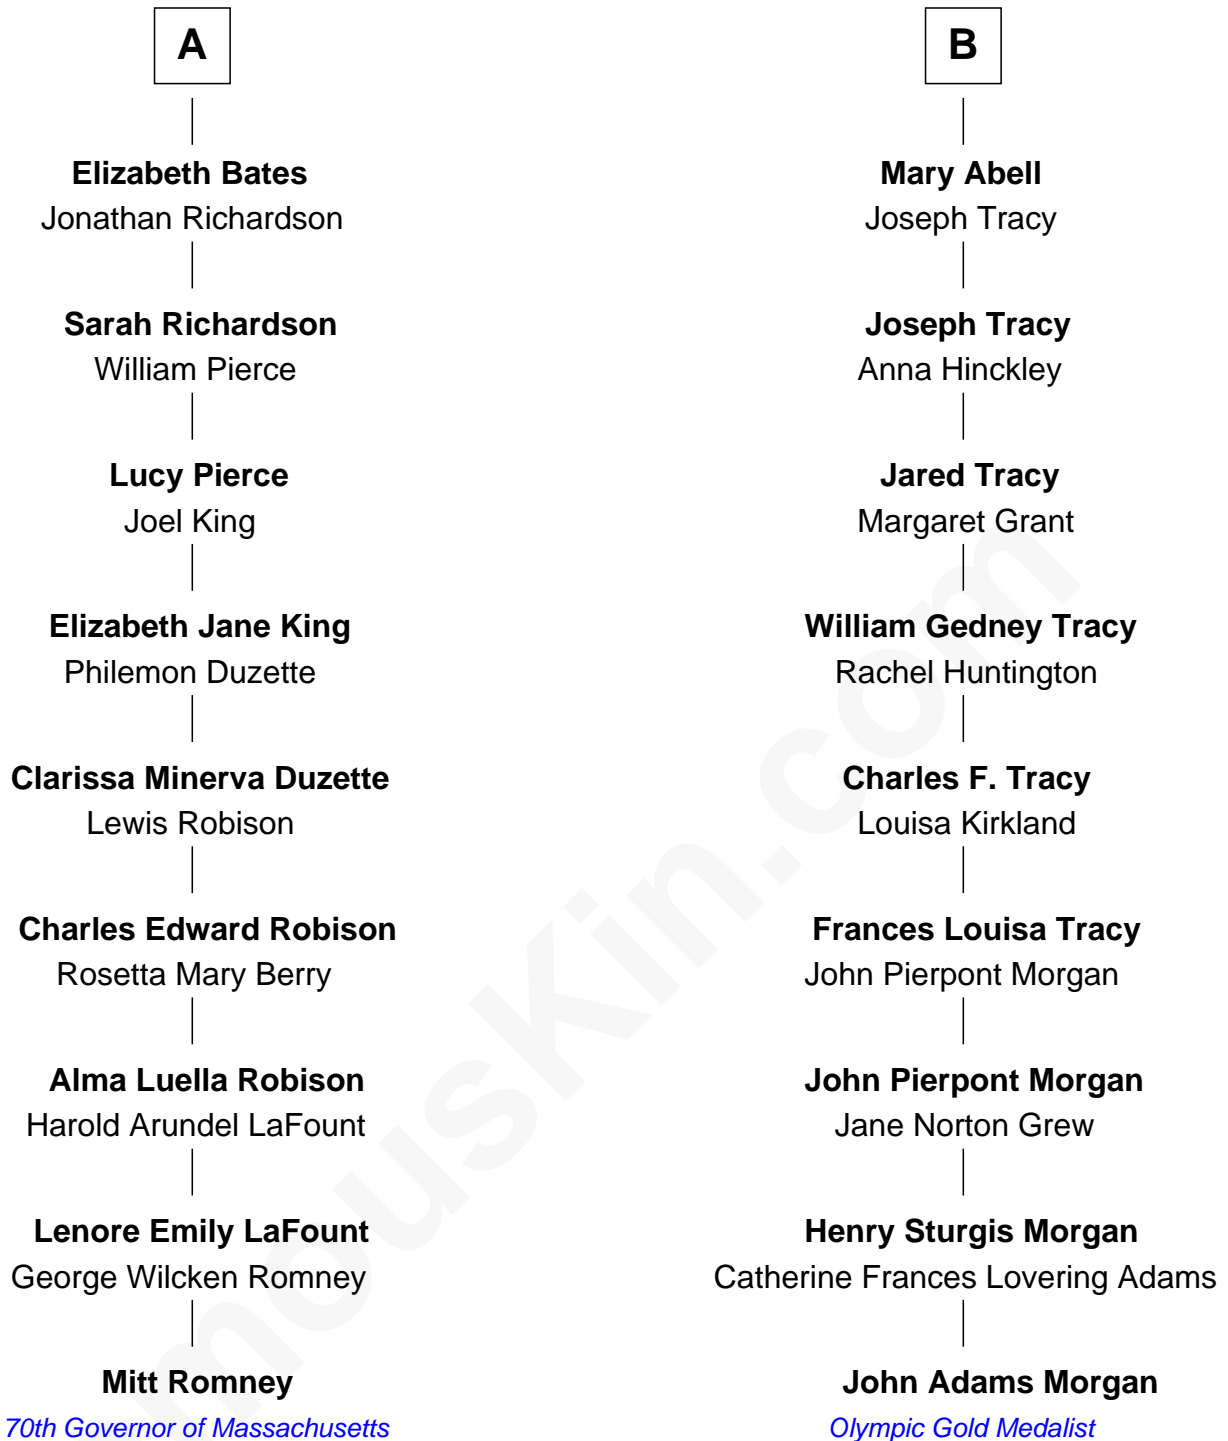 A
Elizabeth Bates
Jonathan Richardson
Sarah Richardson
William Pierce
Lucy Pierce
Joel King
Elizabeth Jane King
Philemon Duzette
Clarissa Minerva Duzette
Lewis Robison
Charles Edward Robison
Rosetta Mary Berry
Alma Luella Robison
Harold Arundel LaFount
Lenore Emily LaFount
George Wilcken Romney
Mitt Romney
70th Governor of Massachusetts
B
Mary Abell
Joseph Tracy
Joseph Tracy
Anna Hinckley
Jared Tracy
Margaret Grant
William Gedney Tracy
Rachel Huntington
Charles F. Tracy
Louisa Kirkland
Frances Louisa Tracy
John Pierpont Morgan
John Pierpont Morgan
Jane Norton Grew
Henry Sturgis Morgan
Catherine Frances Lovering Adams
John Adams Morgan
Olympic Gold Medalist
mousKin.com